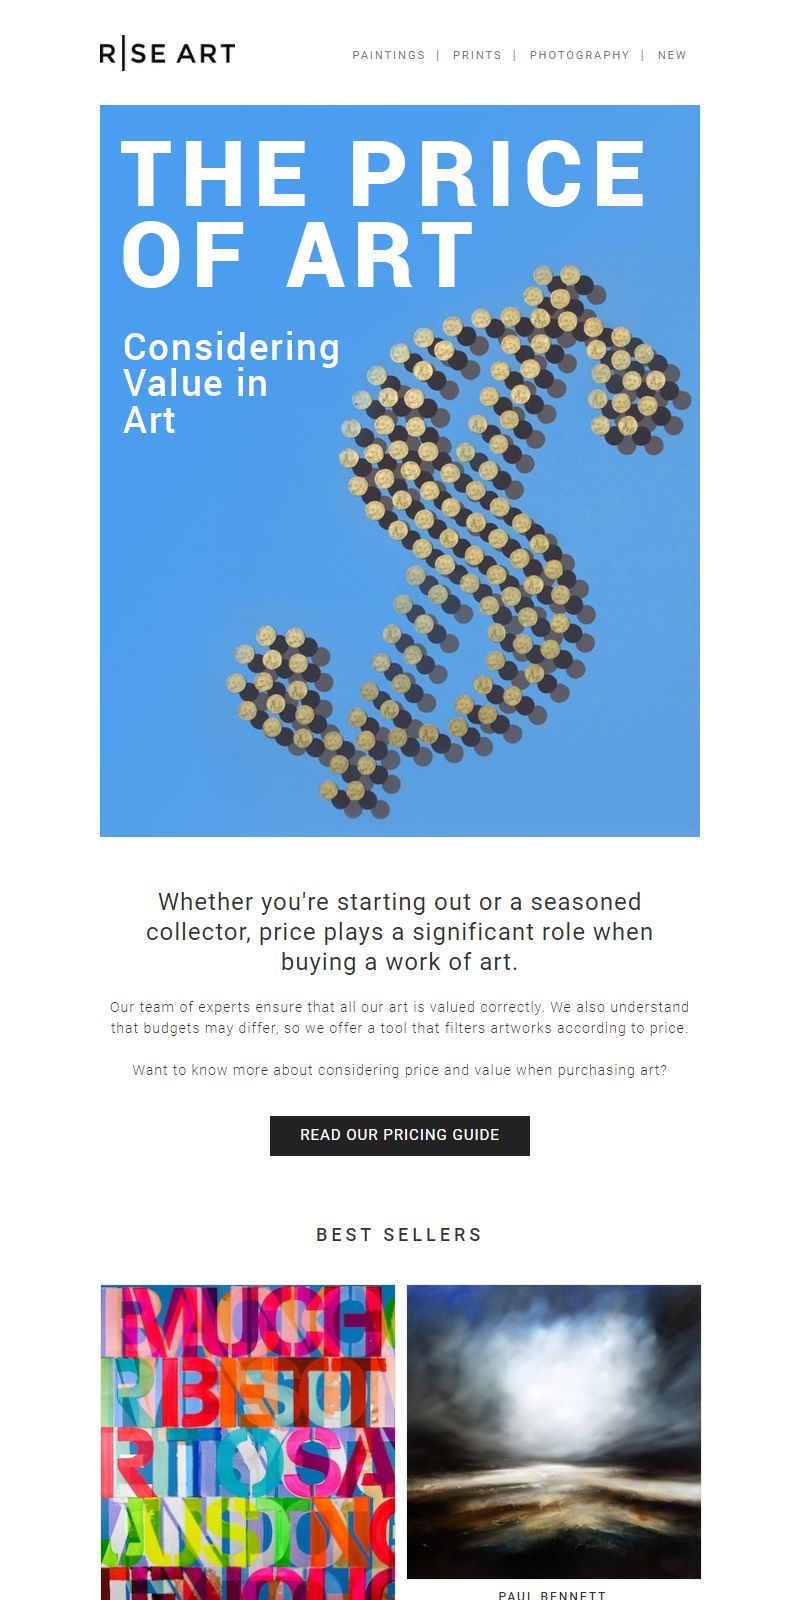 R|SE ART
PAINTINGS | PRINTS | PHOTOGRAPHY | NEW
THE PRICE
OF ART
Considering
Value in
Art
Whether you're starting out or a seasoned
collector, price plays a significant role when
buying a work of art.
Our team of experts ensure that all our art is valued correctly. We also understand
that budgets may differ, so we offer a tool that filters artworks according to price.
Want to know more about considering price and value when purchasing art?
READ OUR PRICING GUIDE
BEST SELLERS
PAUL BENNETT